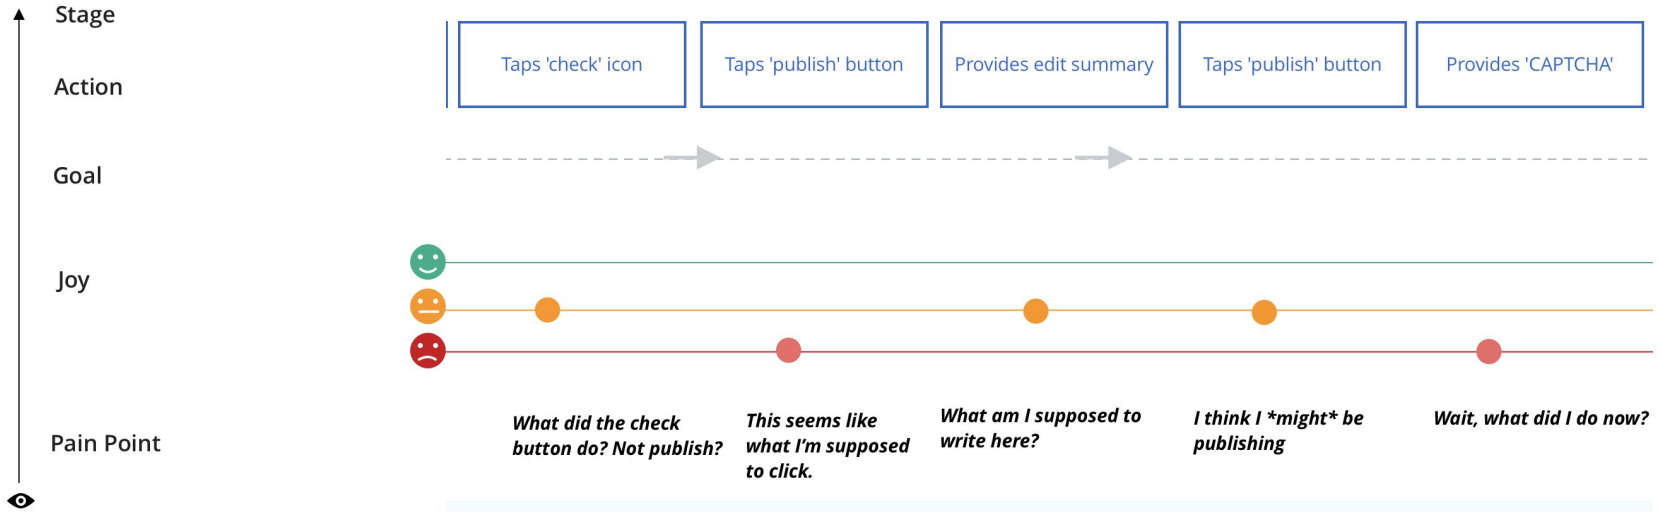 Stage
Action
Taps 'check' icon
Taps 'publish' button
Provides edit summary
Taps 'publish' button
Provides 'CAPTCHA'
Goal
Joy
Pain Point
What did the check
button do? Not publish?
This seems like
what I'm supposed
to click.
What am I supposed to
write here?
I think I *might* be
publishing
Wait, what did I do now?